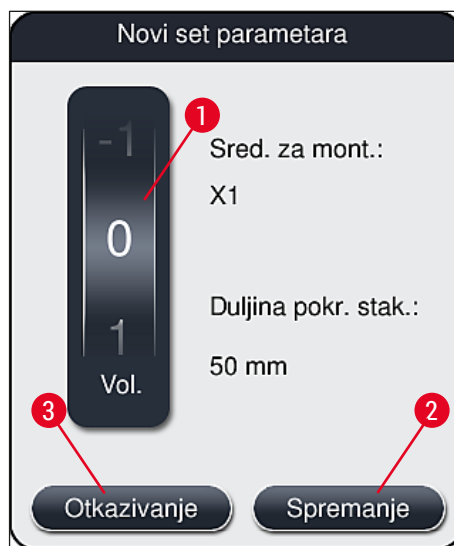 Novi set parametara
-1
0
1
Vol.
Sred. za mont.:
X1
Duljina pokr. stak.:
50 mm
Otkazivanje
Spremanje
1
2
3